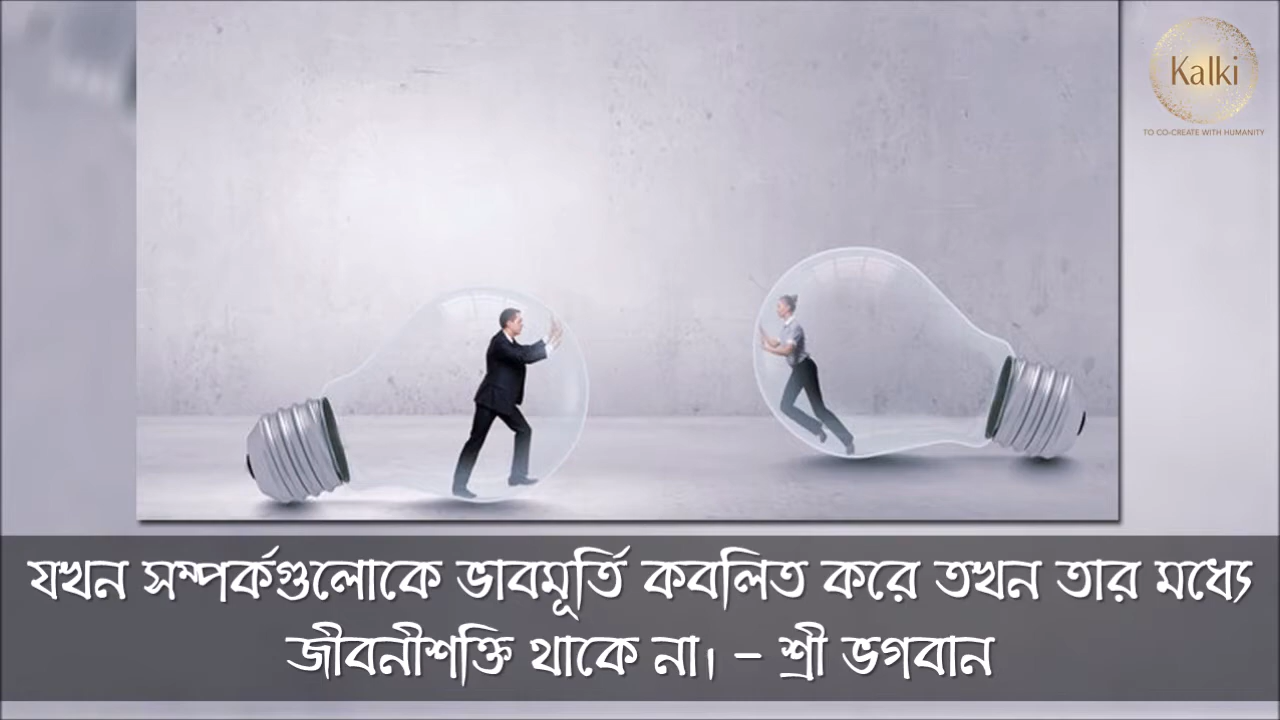 Kalki
TO CO-CREATE WITH HUMANITY
যখন সম্পর্কগুলোকে ভাবমূর্তি কবলিত করে তখন তার মধ্যে
জীবনীশক্তি থাকে না। – শ্রী ভগবান